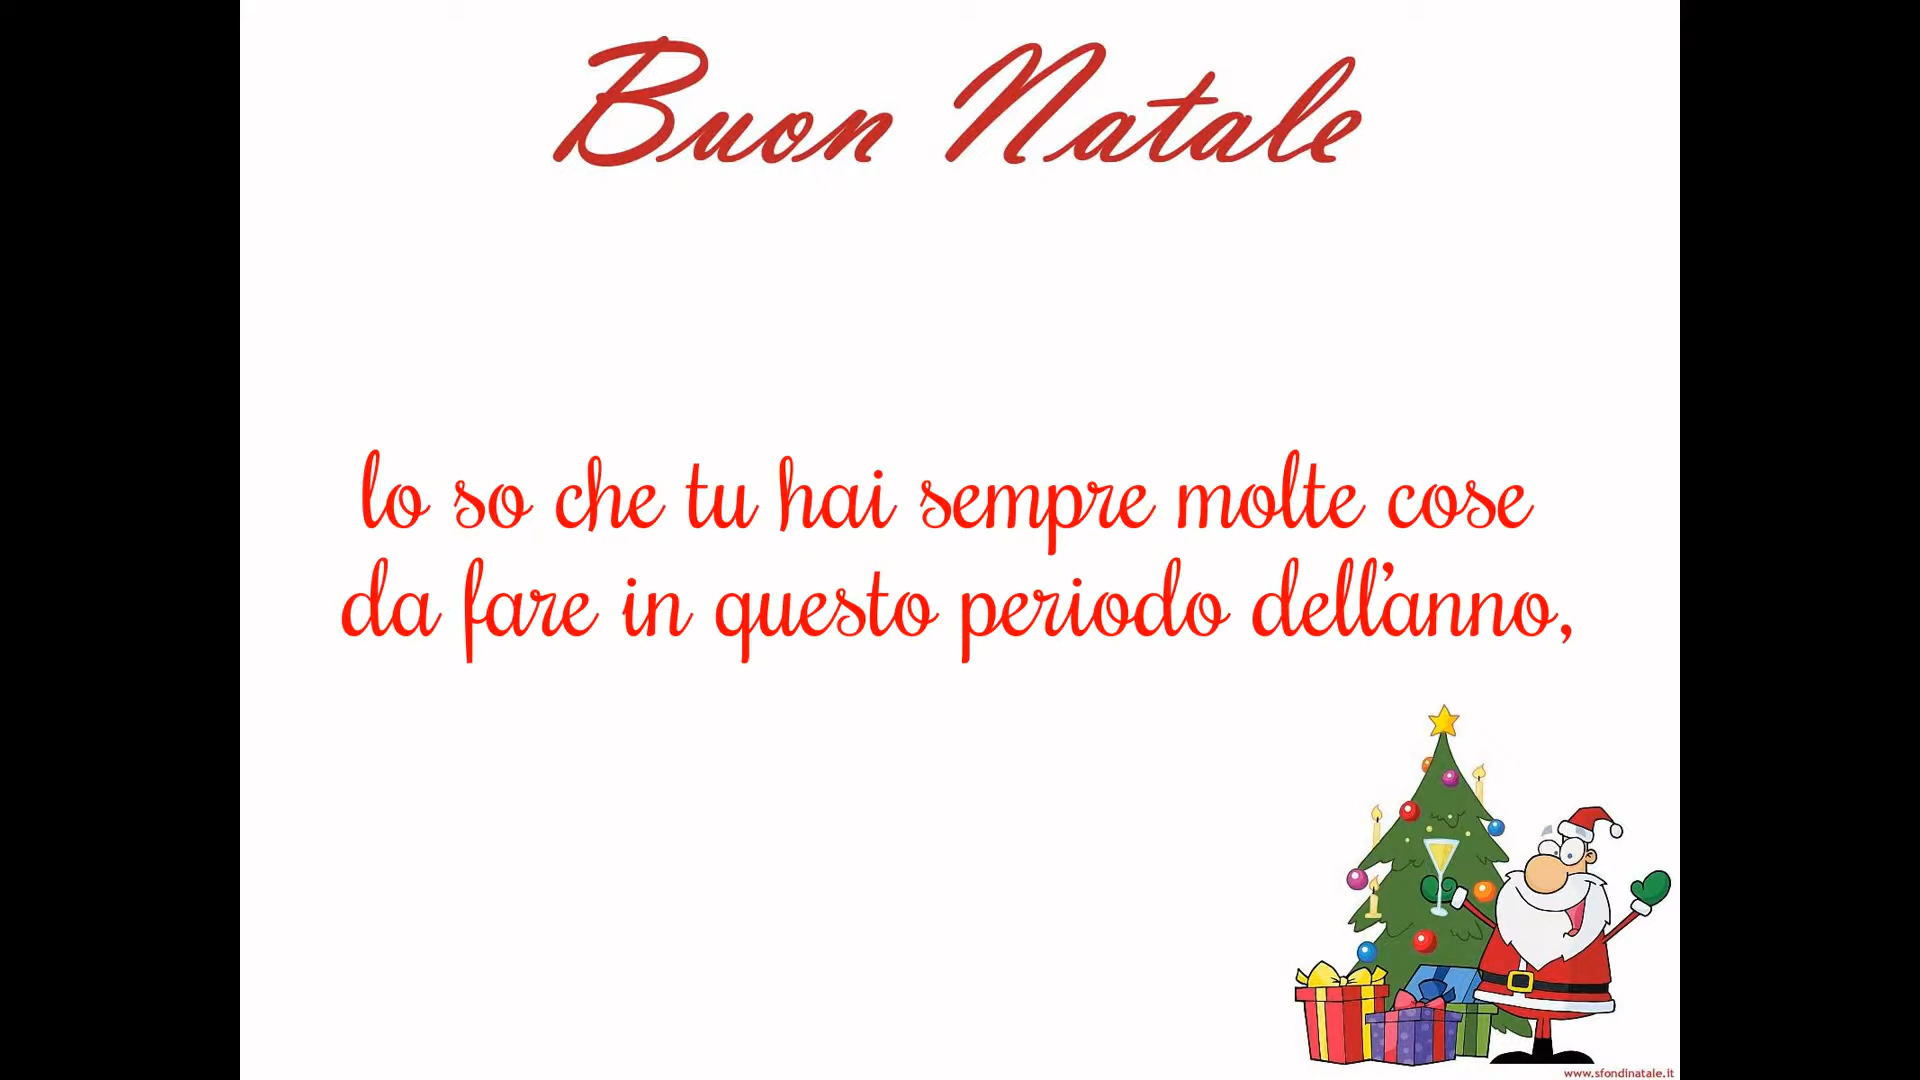 Buon Natale
lo so che tu hai sempre molte cose
da fare in questo periodo dell'anno,
www.sfondinatale.it